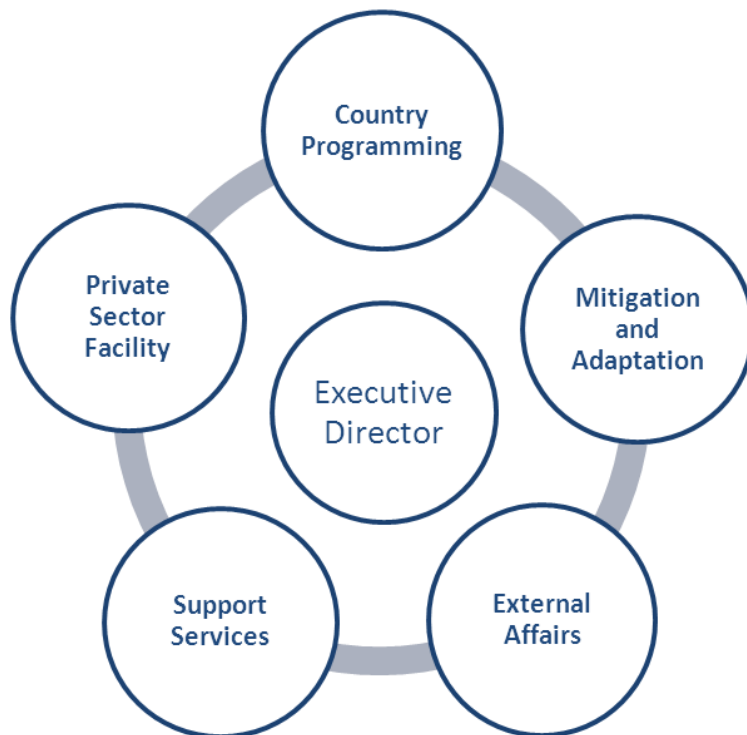 Country
Programming
Private
Sector
Facility
Mitigation
and
Adaptation
Executive
Director
Support
Services
External
Affairs